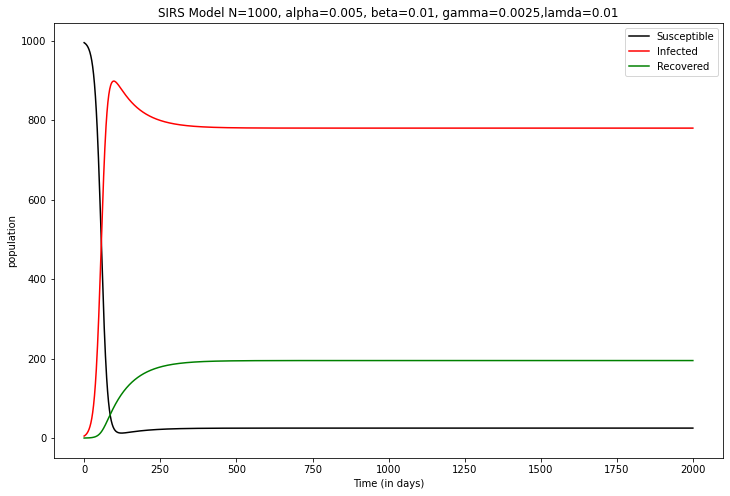 SIRS Model N=1000, alpha=0.005, beta=0.01, gamma=0.0025,lamda=0.01
Susceptible
Infected
Recovered
1000
800
600
400
200
0
population
0 250 500 750 1000 1250 1500 1750 2000
Time (in days)